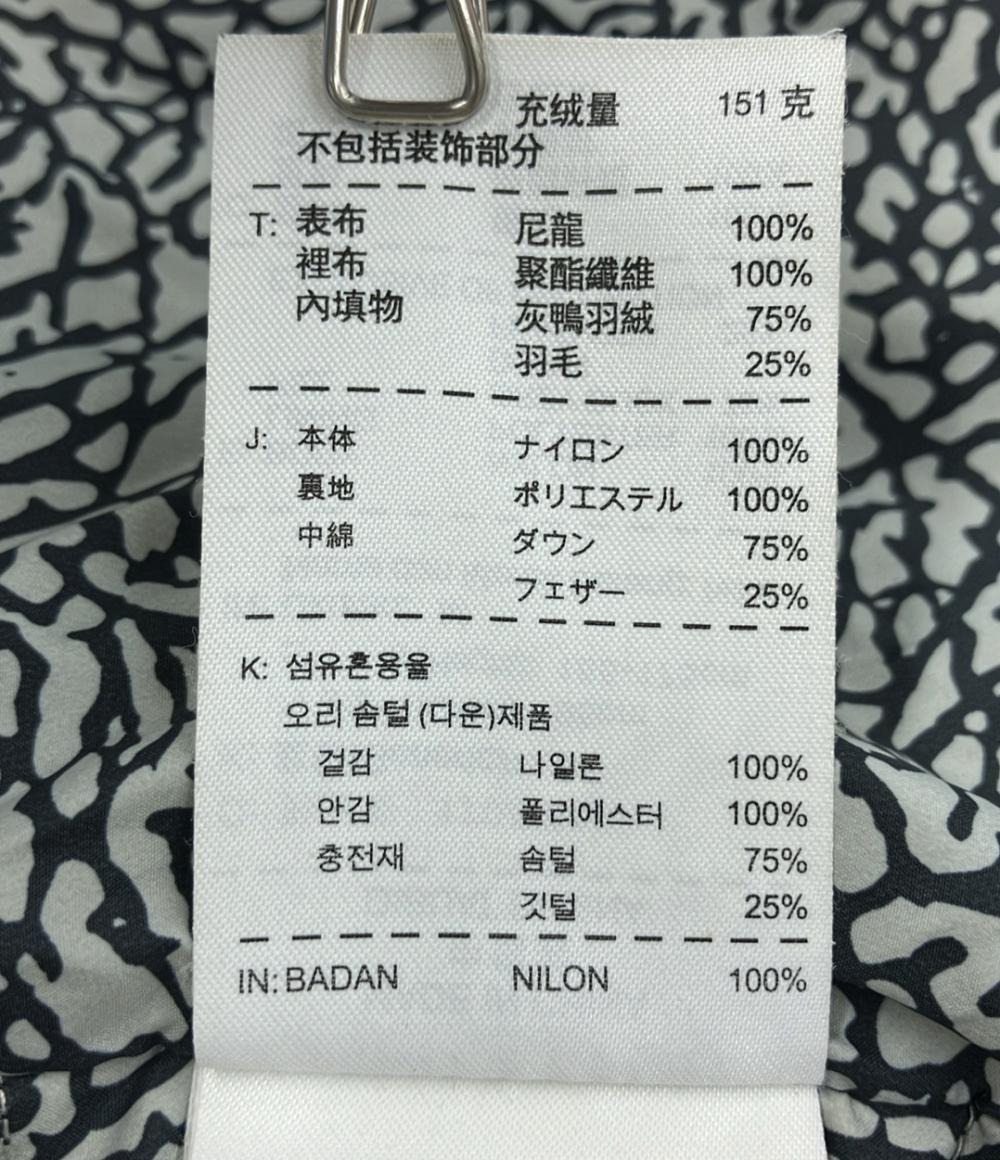 充绒量 151 克
不包括装饰部分
T: 表布 尼龍 100%
裡布 聚酯纖維 100%
內填物 灰鴨羽絨 75%
羽毛 25%
J: 本体 ナイロン 100%
裏地 ポリエステル 100%
中綿 ダウン 75%
フェザー 25%
K: 섬유혼용율
오리 솜털 (다운)제품
겉감 나일론 100%
안감 폴리에스터 100%
충전재 솜털 75%
깃털 25%
IN: BADAN NILON 100%